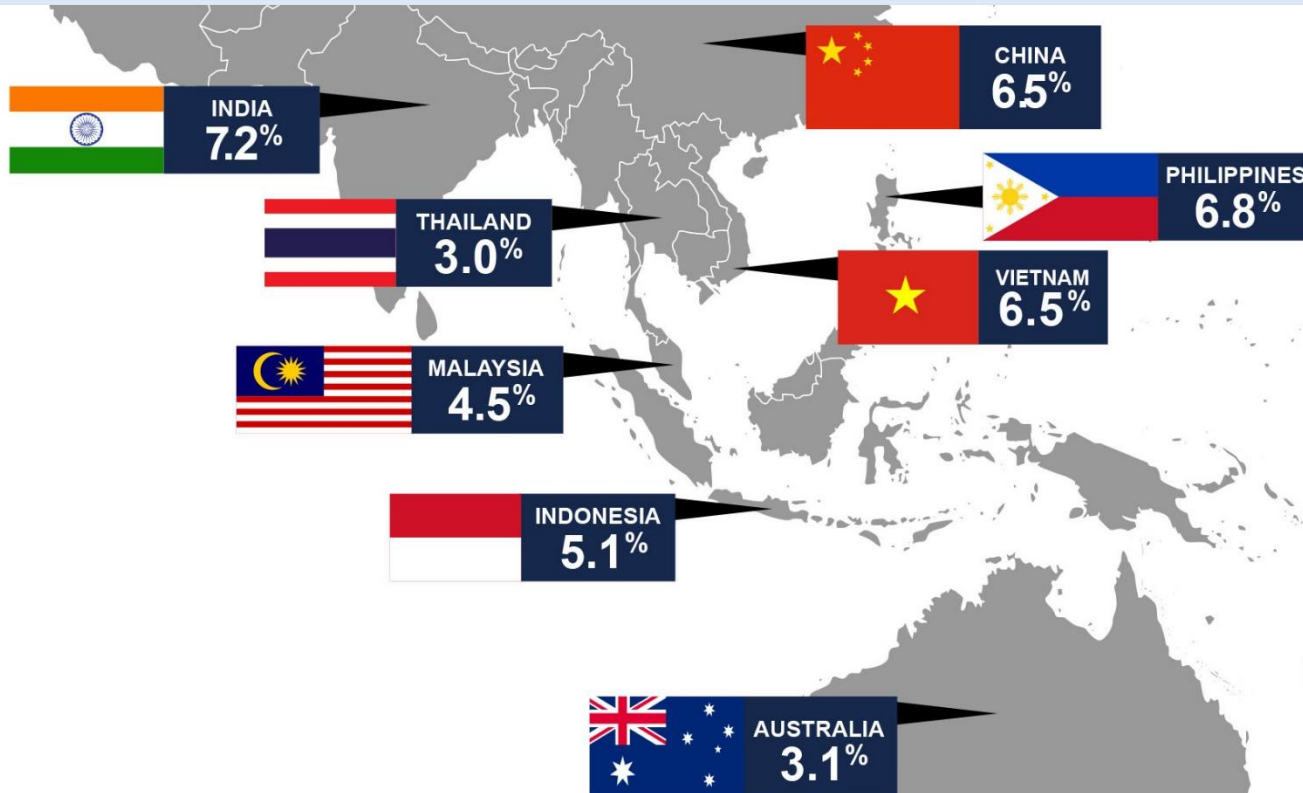 CHINA
6.5%
INDIA
7.2%
PHILIPPINES
6.8%
THAILAND
3.0%
VIETNAM
6.5%
MALAYSIA
4.5%
INDONESIA
5.1%
AUSTRALIA
3.1%